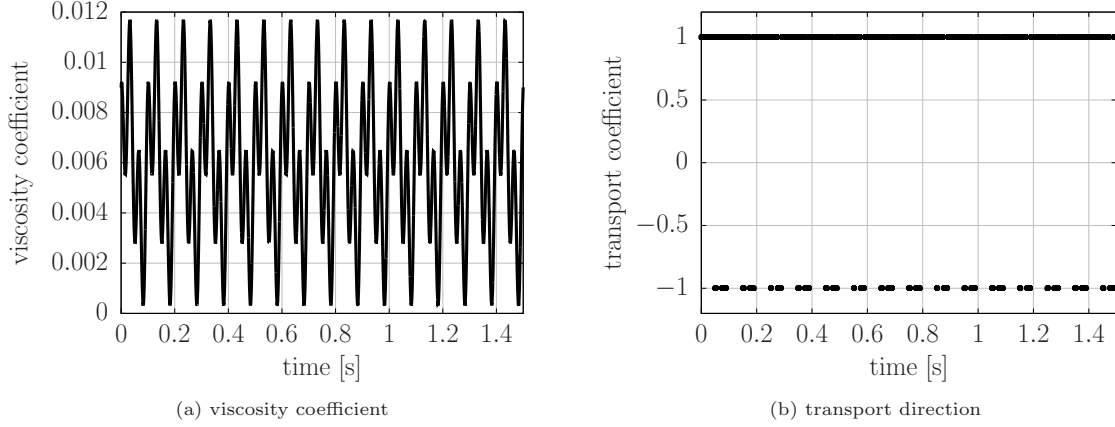 0.012
0.01
0.008
0.006
0.004
0.002
0
viscosity coefficient
0 0.2 0.4 0.6 0.8 1 1.2 1.4
time [s]
(a) viscosity coefficient
1
0.5
0
−0.5
−1
transport coefficient
0 0.2 0.4 0.6 0.8 1 1.2 1.4
time [s]
(b) transport direction